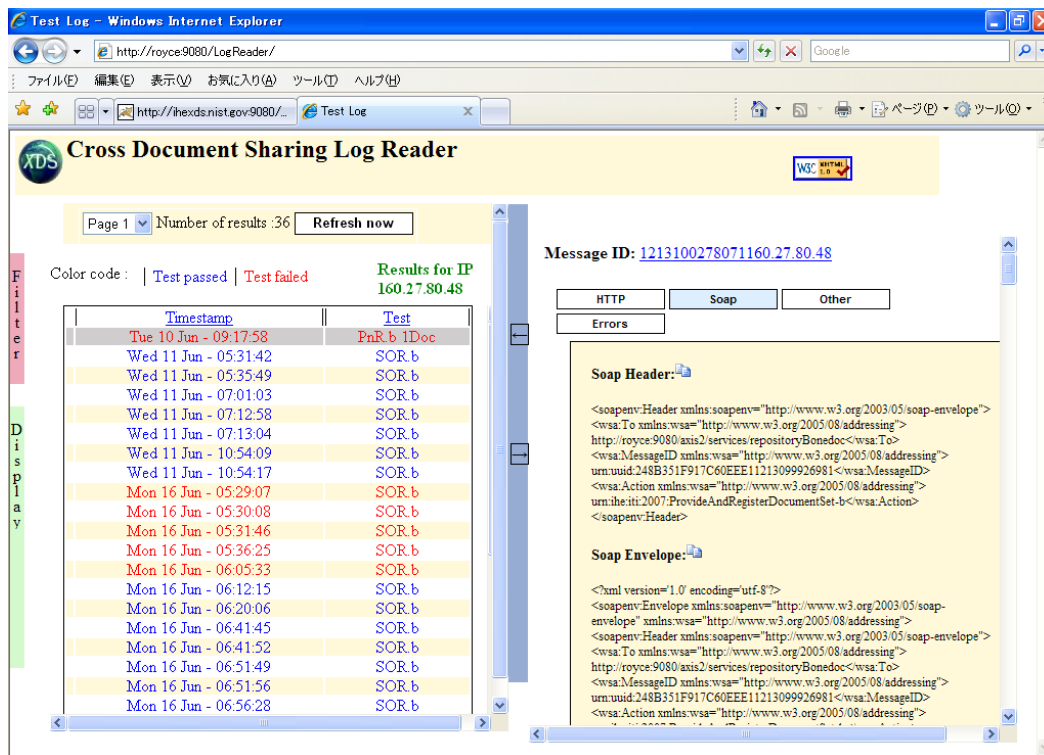 Test Log - Windows Internet Explorer
http://royce:9080/LogReader/
Google
ファイル(F) 編集(E) 表示(V) お気に入り(A) ツール(T) ヘルプ(H)
http://ihexds.nist.gov:9080/...
Test Log
ページ(P)
ツール(O)
XDS
Cross Document Sharing Log Reader
W3C XHTML 1.0
Page 1 Number of results :36 Refresh now
Filter
Display
Color code : | Test passed | Test failed
Results for IP
160.27.80.48
Timestamp Test
Tue 10 Jun - 09:17:58 PnR.b 1Doc
Wed 11 Jun - 05:31:42 SOR.b
Wed 11 Jun - 05:35:49 SOR.b
Wed 11 Jun - 07:01:03 SOR.b
Wed 11 Jun - 07:12:58 SOR.b
Wed 11 Jun - 07:13:04 SOR.b
Wed 11 Jun - 10:54:09 SOR.b
Wed 11 Jun - 10:54:17 SOR.b
Mon 16 Jun - 05:29:07 SOR.b
Mon 16 Jun - 05:30:08 SOR.b
Mon 16 Jun - 05:31:46 SOR.b
Mon 16 Jun - 05:36:25 SOR.b
Mon 16 Jun - 06:05:33 SOR.b
Mon 16 Jun - 06:12:15 SOR.b
Mon 16 Jun - 06:20:06 SOR.b
Mon 16 Jun - 06:41:45 SOR.b
Mon 16 Jun - 06:41:52 SOR.b
Mon 16 Jun - 06:51:49 SOR.b
Mon 16 Jun - 06:51:56 SOR.b
Mon 16 Jun - 06:56:28 SOR.b
Message ID: 1213100278071160.27.80.48
HTTP Soap Other
Errors
Soap Header:
<soapenv:Header xmlns:soapenv="http://www.w3.org/2003/05/soap-envelope">
<wsa:To xmlns:wsa="http://www.w3.org/2005/08/addressing">
http://royce:9080/axis2/services/repositoryBonedoc</wsa:To>
<wsa:MessageID xmlns:wsa="http://www.w3.org/2005/08/addressing">
urn:uuid:248B351F917C60EEE11213099926981</wsa:MessageID>
<wsa:Action xmlns:wsa="http://www.w3.org/2005/08/addressing">
urn:ihe:iti:2007:ProvideAndRegisterDocumentSet-b</wsa:Action>
</soapenv:Header>
Soap Envelope:
<?xml version='1.0' encoding='utf-8'?>
<soapenv:Envelope xmlns:soapenv="http://www.w3.org/2003/05/soap-
envelope" xmlns:wsa="http://www.w3.org/2005/08/addressing">
<soapenv:Header xmlns:soapenv="http://www.w3.org/2003/05/soap-envelope">
<wsa:To xmlns:wsa="http://www.w3.org/2005/08/addressing">
http://royce:9080/axis2/services/repositoryBonedoc</wsa:To>
<wsa:MessageID xmlns:wsa="http://www.w3.org/2005/08/addressing">
urn:uuid:248B351F917C60EEE11213099926981</wsa:MessageID>
<wsa:Action xmlns:wsa="http://www.w3.org/2005/08/addressing">